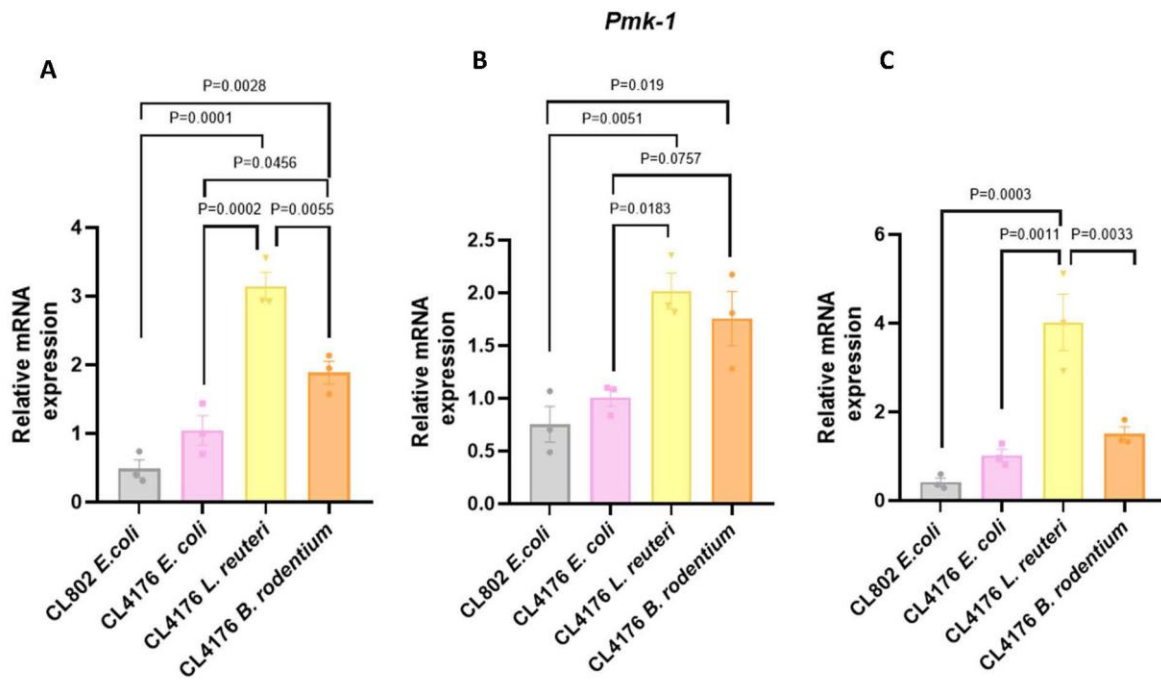 Pmk-1
A
P=0.0028
P=0.0001
P=0.0456
P=0.0002
P=0.0055
Relative mRNA
expression
4
3
2
1
0
CL802 E.coli
CL4176 E. coli
CL4176 L. reuteri
CL4176 B. rodentium
B
P=0.019
P=0.0051
P=0.0757
P=0.0183
Relative mRNA
expression
2.5
2.0
1.5
1.0
0.5
0.0
CL802 E.coli
CL4176 E. coli
CL4176 L. reuteri
CL4176 B. rodentium
C
P=0.0003
P=0.0011
P=0.0033
Relative mRNA
expression
6
4
2
0
CL802 E.coli
CL4176 E. coli
CL4176 L. reuteri
CL4176 B. rodentium